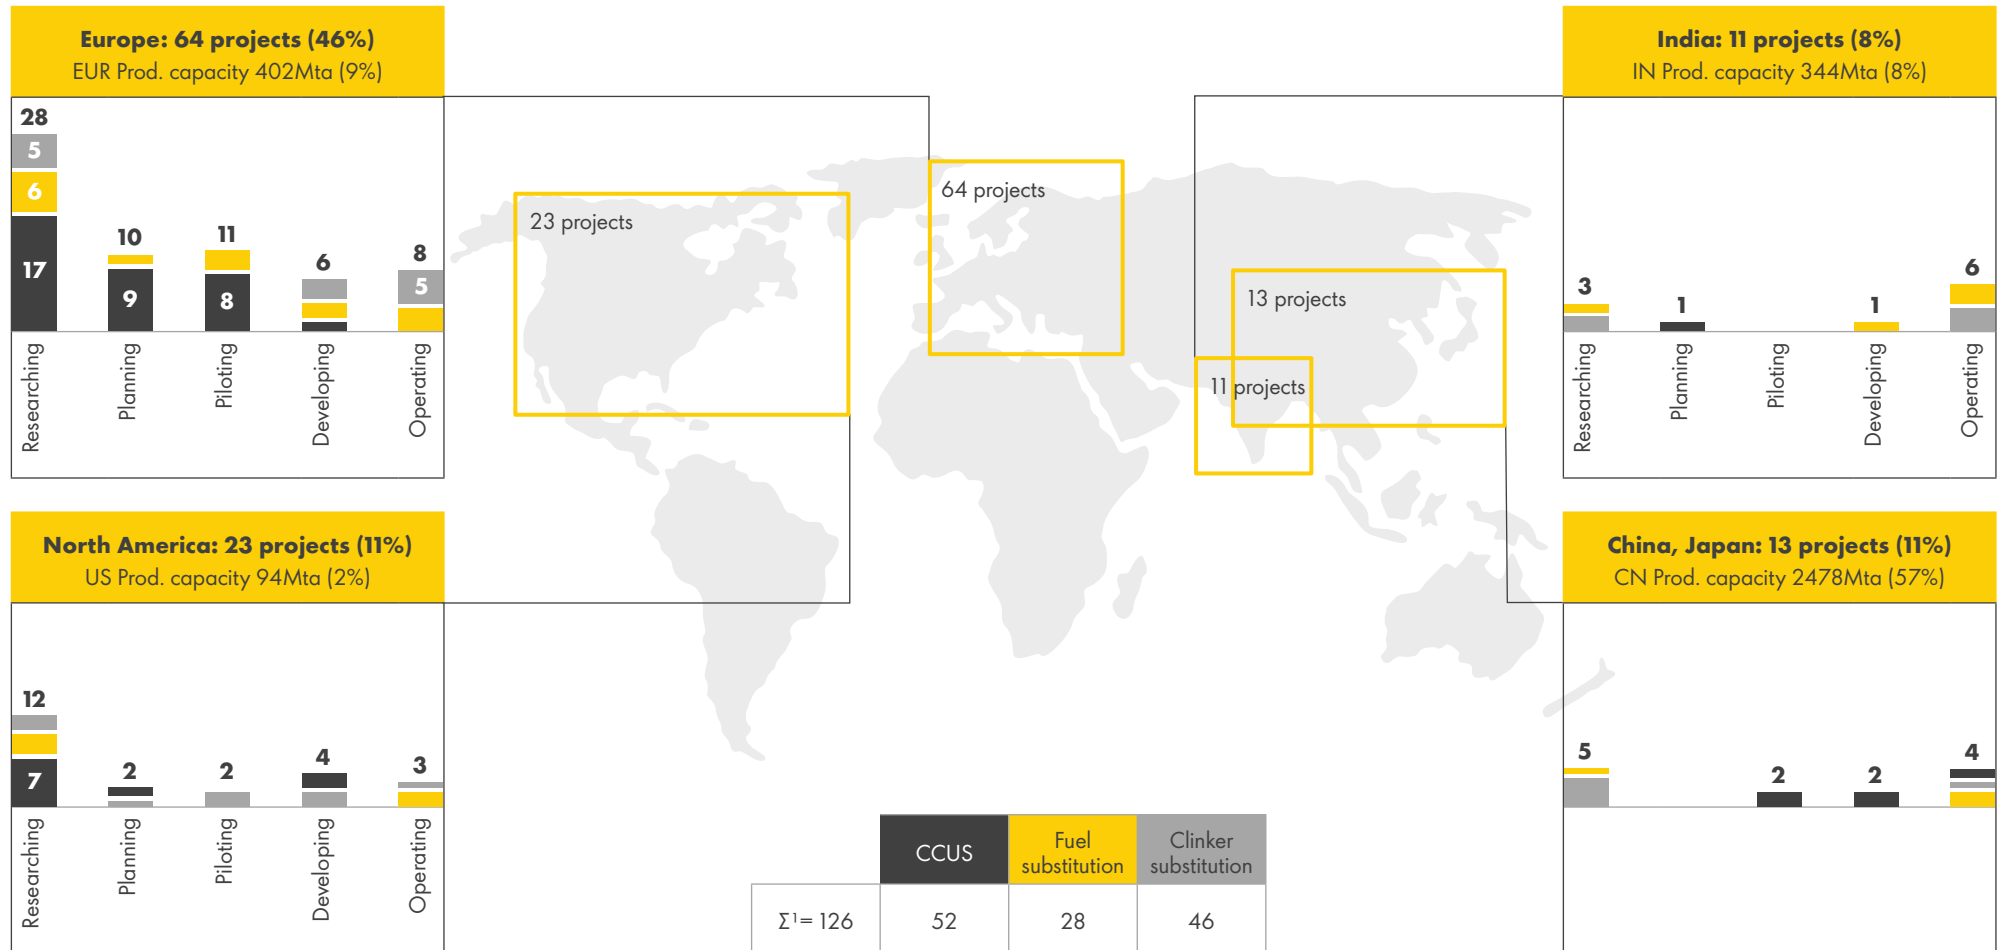 Europe: 64 projects (46%)
EUR Prod. capacity 402Mta (9%)
28
5
6
17
10
9
11
8
6
8
5
Researching
Planning
Piloting
Developing
Operating
North America: 23 projects (11%)
US Prod. capacity 94Mta (2%)
12
7
2
2
4
3
Researching
Planning
Piloting
Developing
Operating
23 projects
64 projects
13 projects
11 projects
CCUS
Fuel
substitution
Clinker
substitution
Σ¹= 126
52
28
46
India: 11 projects (8%)
IN Prod. capacity 344Mta (8%)
3
1
1
6
Researching
Planning
Piloting
Developing
Operating
China, Japan: 13 projects (11%)
CN Prod. capacity 2478Mta (57%)
5
2
2
4